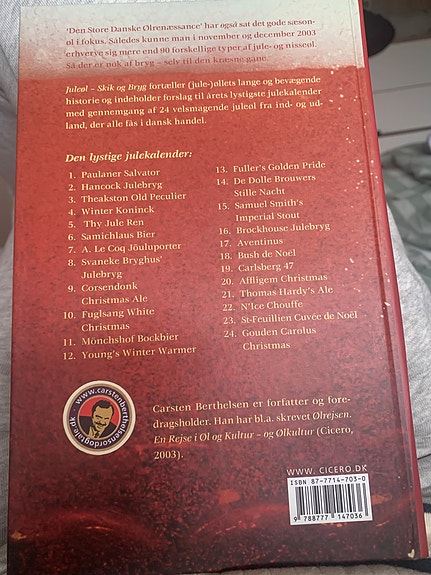 'Den Store Danske Ølrenæssance' har også sat det gode sæson-
øl i fokus. Således kunne man i november og december 2003
erhverve sig mere end 90 forskellige typer af jule- og nisseøl.
Så der er nok af bryg – selv til den kræsne gane.
Juleøl – Skik og Bryg fortæller (jule-)øllets lange og bevægende
historie og indeholder forslag til årets lystigste julekalender
med gennemgang af 24 velsmagende juleøl fra ind- og ud-
land, der alle fås i dansk handel.
Den lystige julekalender:
1. Paulaner Salvator
2. Hancock Julebryg
3. Theakston Old Peculier
4. Winter Koninck
5. Thy Jule Ren
6. Samichlaus Bier
7. A. Le Coq Jõuluporter
8. Svaneke Bryghus'
Julebryg
9. Corsendonk
Christmas Ale
10. Fuglsang White
Christmas
11. Mönchshof Bockbier
12. Young's Winter Warmer
13. Fuller's Golden Pride
14. De Dolle Brouwers
Stille Nacht
15. Samuel Smith's
Imperial Stout
16. Brockhouse Julebryg
17. Aventinus
18. Bush de Noël
19. Carlsberg 47
20. Affligem Christmas
21. Thomas Hardy's Ale
22. N'Ice Chouffe
23. St-Feuillien Cuvée de Noël
24. Gouden Carolus
Christmas
www.carstenberthelsensordogtale.dk
Carsten Berthelsen er forfatter og fore-
dragsholder. Han har bl.a. skrevet Ølrejsen.
En Rejse i Øl og Kultur – og Ølkultur (Cicero,
2003).
WWW.CICERO.DK
ISBN 87-7714-703-0
9 788777 147036